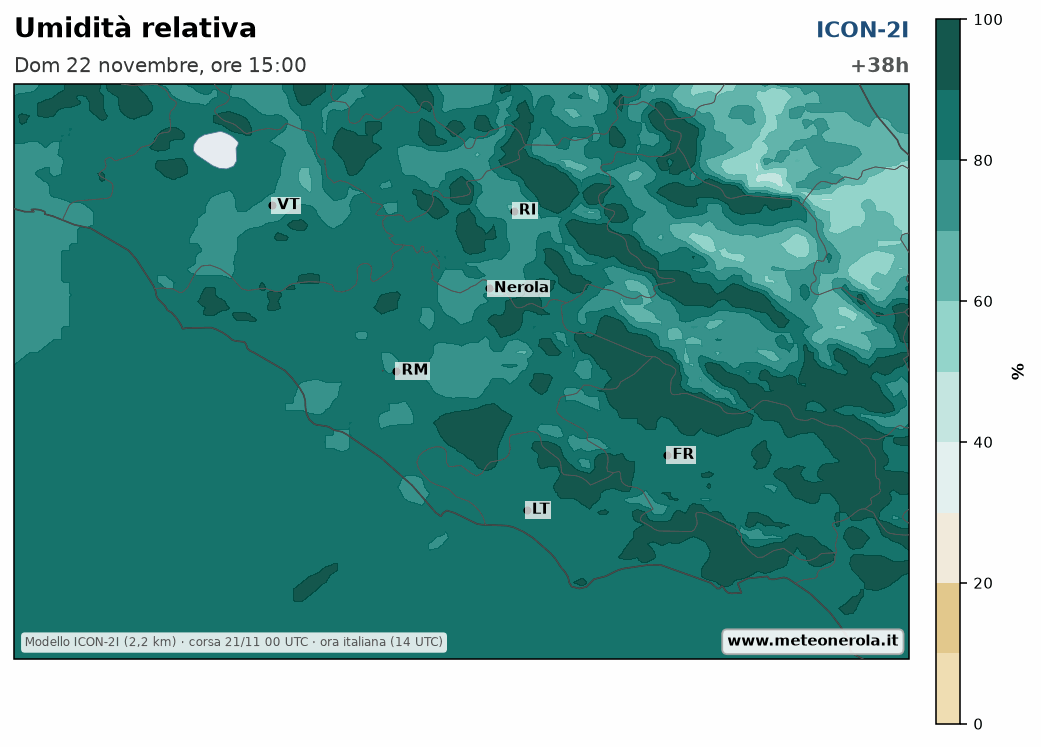 Umidità relativa
ICON-2I
Dom 22 novembre, ore 15:00
+38h
100
80
60
40
20
0
%
VT
RI
Nerola
RM
FR
LT
Modello ICON-2I (2,2 km) · corsa 21/11 00 UTC · ora italiana (14 UTC)
www.meteonerola.it